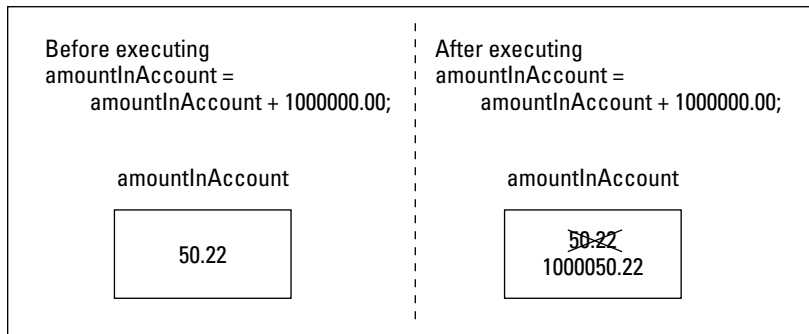 Before executing
amountInAccount =
amountInAccount + 1000000.00;
amountInAccount
50.22
After executing
amountInAccount =
amountInAccount + 1000000.00;
amountInAccount
50.22
1000050.22